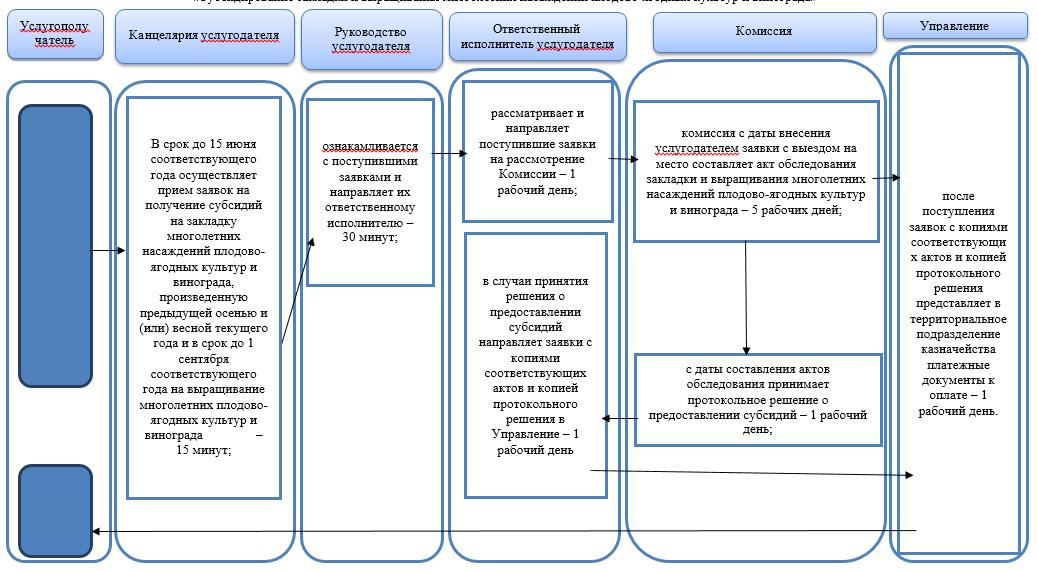 Услугополу
чатель
Канцелярия услугодателя
Руководство
услугодателя
Ответственный
исполнитель услугодателя
Комиссия
Управление
В срок до 15 июня
соответствующего
года осуществляет
прием заявок на
получение субсидий
на закладку
многолетних
насаждений плодово-
ягодных культур и
винограда,
произведенную
предыдущей осенью и
(или) весной текущего
года и в срок до 1
сентября
соответствующего
года на выращивание
многолетних плодово-
ягодных культур и
винограда –
15 минут;
ознакамливается
с поступившими
заявками и
направляет их
ответственному
исполнителю –
30 минут;
рассматривает и
направляет
поступившие заявки
на рассмотрение
Комиссии – 1
рабочий день;
в случаи принятия
решения о
предоставлении
субсидий
направляет заявки с
копиями
соответствующих
актов и копией
протокольного
решения в
Управление – 1
рабочий день
комиссия с даты внесения
услугодателем заявки с выездом на
место составляет акт обследования
закладки и выращивания многолетних
насаждений плодово-ягодных культур
и винограда – 5 рабочих дней;
с даты составления актов
обследования принимает
протокольное решение о
предоставлении субсидий – 1 рабочий
день;
после
поступления
заявок с копиями
соответствующи
х актов и копией
протокольного
решения
представляет в
территориальное
подразделение
казначейства
платежные
документы к
оплате – 1
рабочий день.